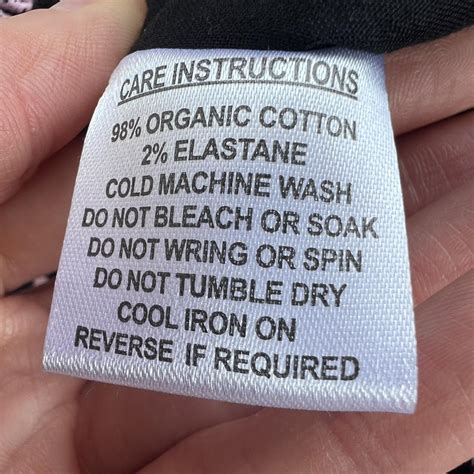 CARE INSTRUCTIONS
98% ORGANIC COTTON
2% ELASTANE
COLD MACHINE WASH
DO NOT BLEACH OR SOAK
DO NOT WRING OR SPIN
DO NOT TUMBLE DRY
COOL IRON ON
REVERSE IF REQUIRED